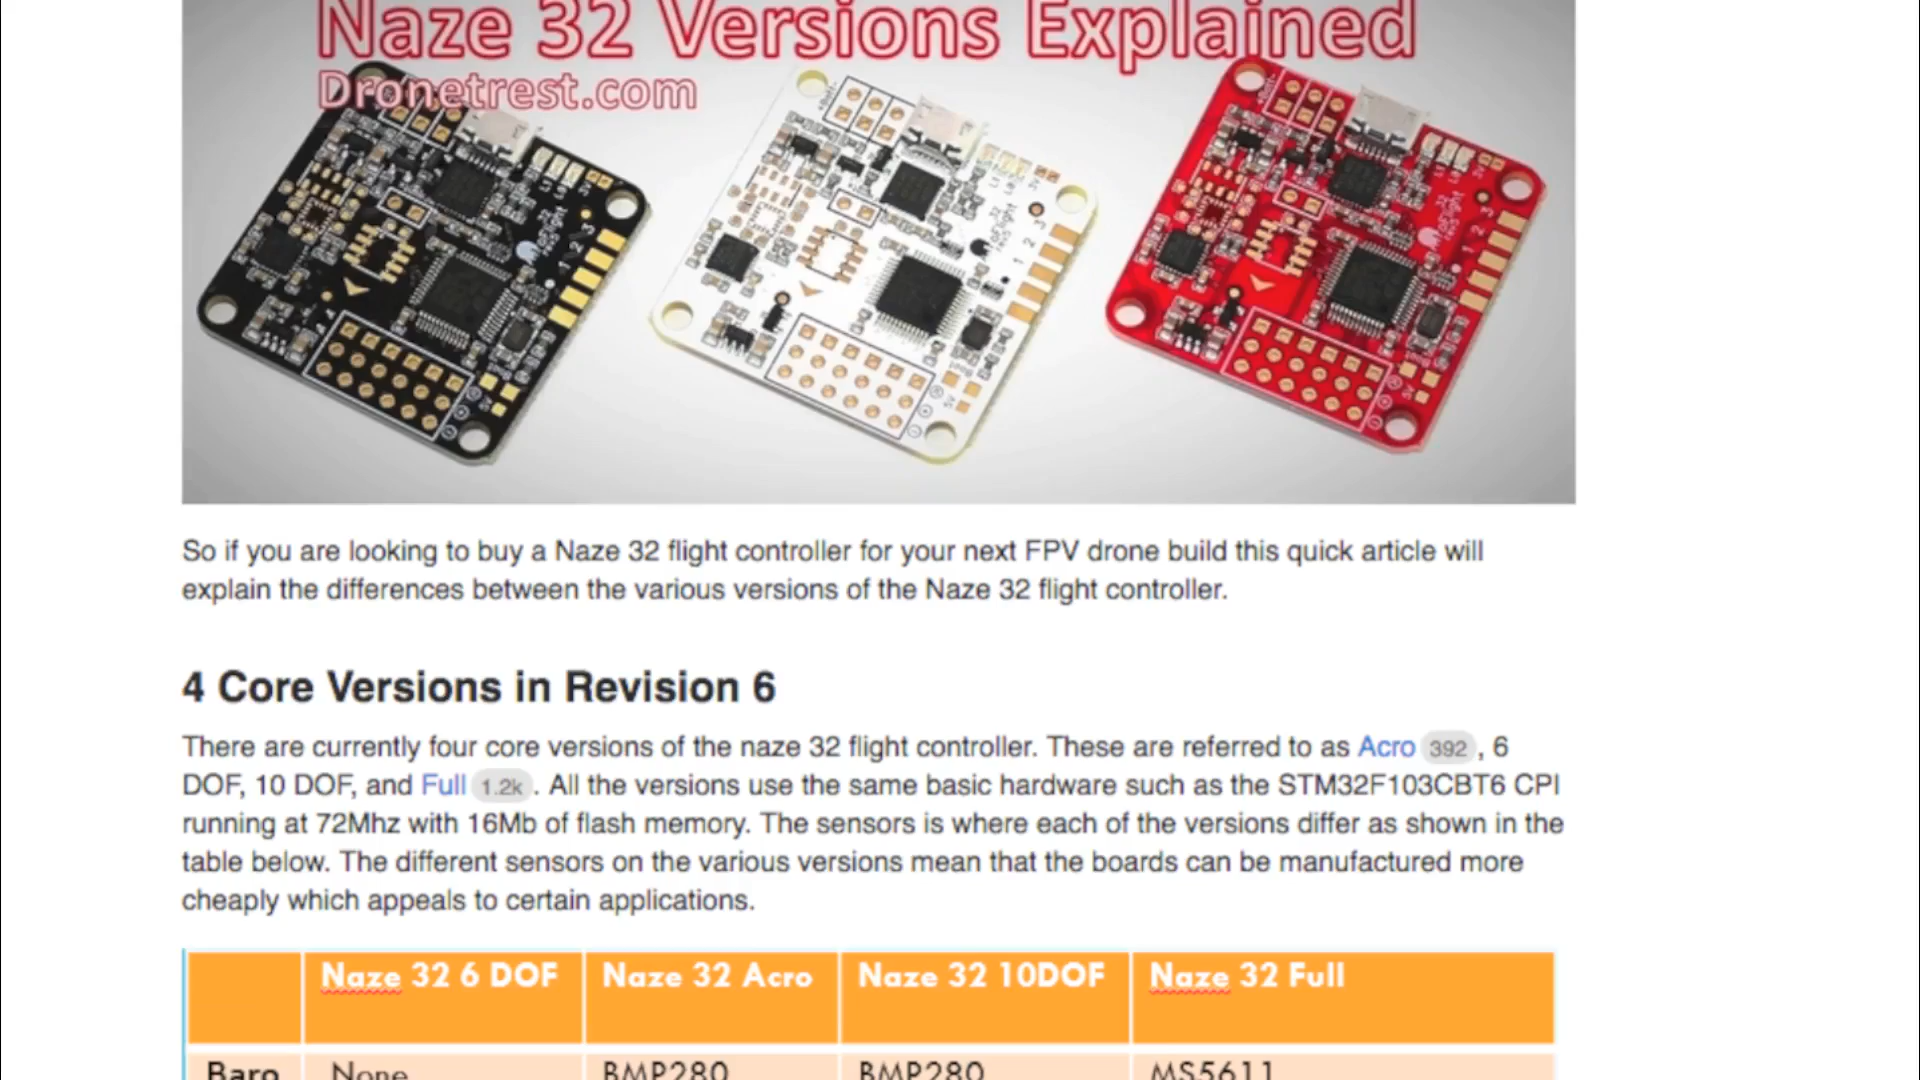 Naze 32 Versions Explained
Dronetrest.com
So if you are looking to buy a Naze 32 flight controller for your next FPV drone build this quick article will
explain the differences between the various versions of the Naze 32 flight controller.
4 Core Versions in Revision 6
There are currently four core versions of the naze 32 flight controller. These are referred to as Acro 392 , 6
DOF, 10 DOF, and Full 1.2k . All the versions use the same basic hardware such as the STM32F103CBT6 CPI
running at 72Mhz with 16Mb of flash memory. The sensors is where each of the versions differ as shown in the
table below. The different sensors on the various versions mean that the boards can be manufactured more
cheaply which appeals to certain applications.
Naze 32 6 DOF Naze 32 Acro Naze 32 10DOF Naze 32 Full
Baro None BMP280 BMP280 MS5611